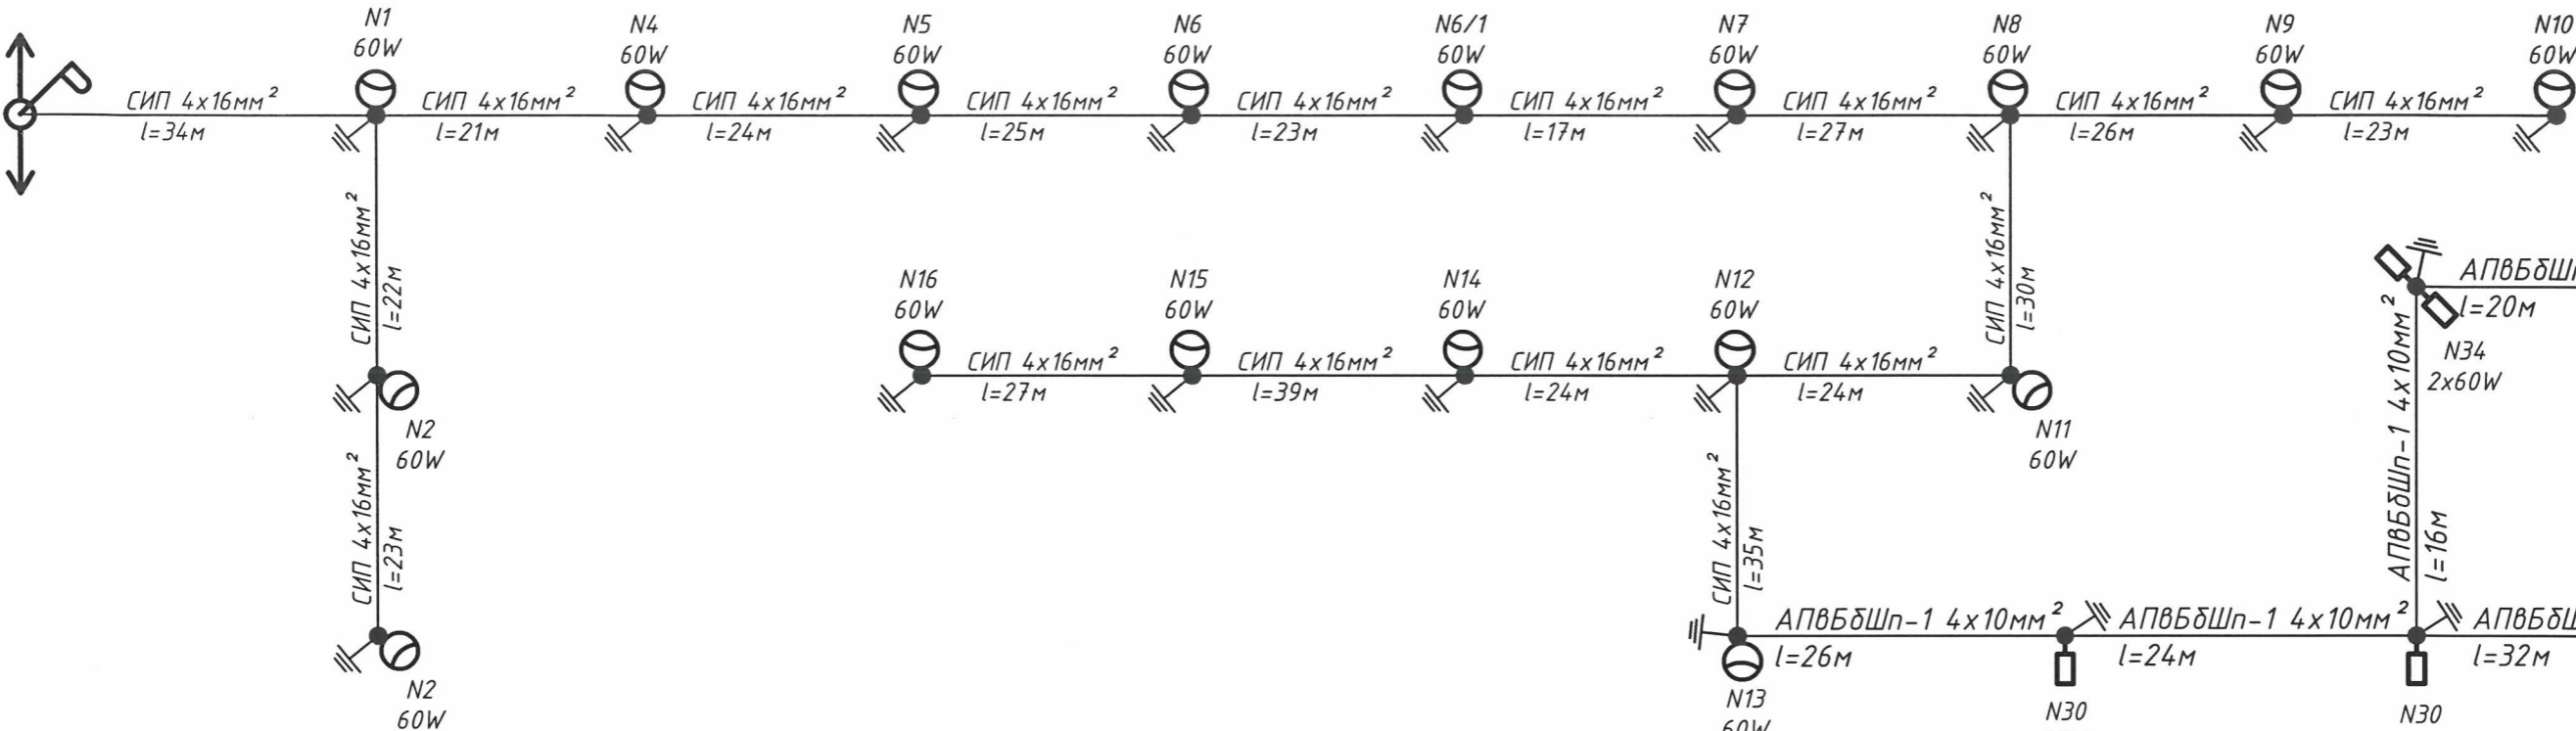 N1
60W
N4
60W
N5
60W
N6
60W
N6/1
60W
N7
60W
N8
60W
N9
60W
N10
60W
СИП 4х16мм²
l=34м
СИП 4х16мм²
l=21м
СИП 4х16мм²
l=24м
СИП 4х16мм²
l=25м
СИП 4х16мм²
l=23м
СИП 4х16мм²
l=17м
СИП 4х16мм²
l=27м
СИП 4х16мм²
l=26м
СИП 4х16мм²
l=23м
СИП 4х16мм²
l=22м
N2
60W
СИП 4х16мм²
l=23м
N2
60W
N16
60W
N15
60W
N14
60W
N12
60W
СИП 4х16мм²
l=27м
СИП 4х16мм²
l=39м
СИП 4х16мм²
l=24м
СИП 4х16мм²
l=24м
СИП 4х16мм²
l=30м
N11
60W
СИП 4х16мм²
l=35м
N13
60W
АПвБбШп-1 4х10мм²
l=26м
N30
АПвБбШп-1 4х10мм²
l=24м
N30
АПвБбШ
l=32м
АПвБбШп-1 4х10мм²
l=16м
АПвБбШп
l=20м
N34
2х60W